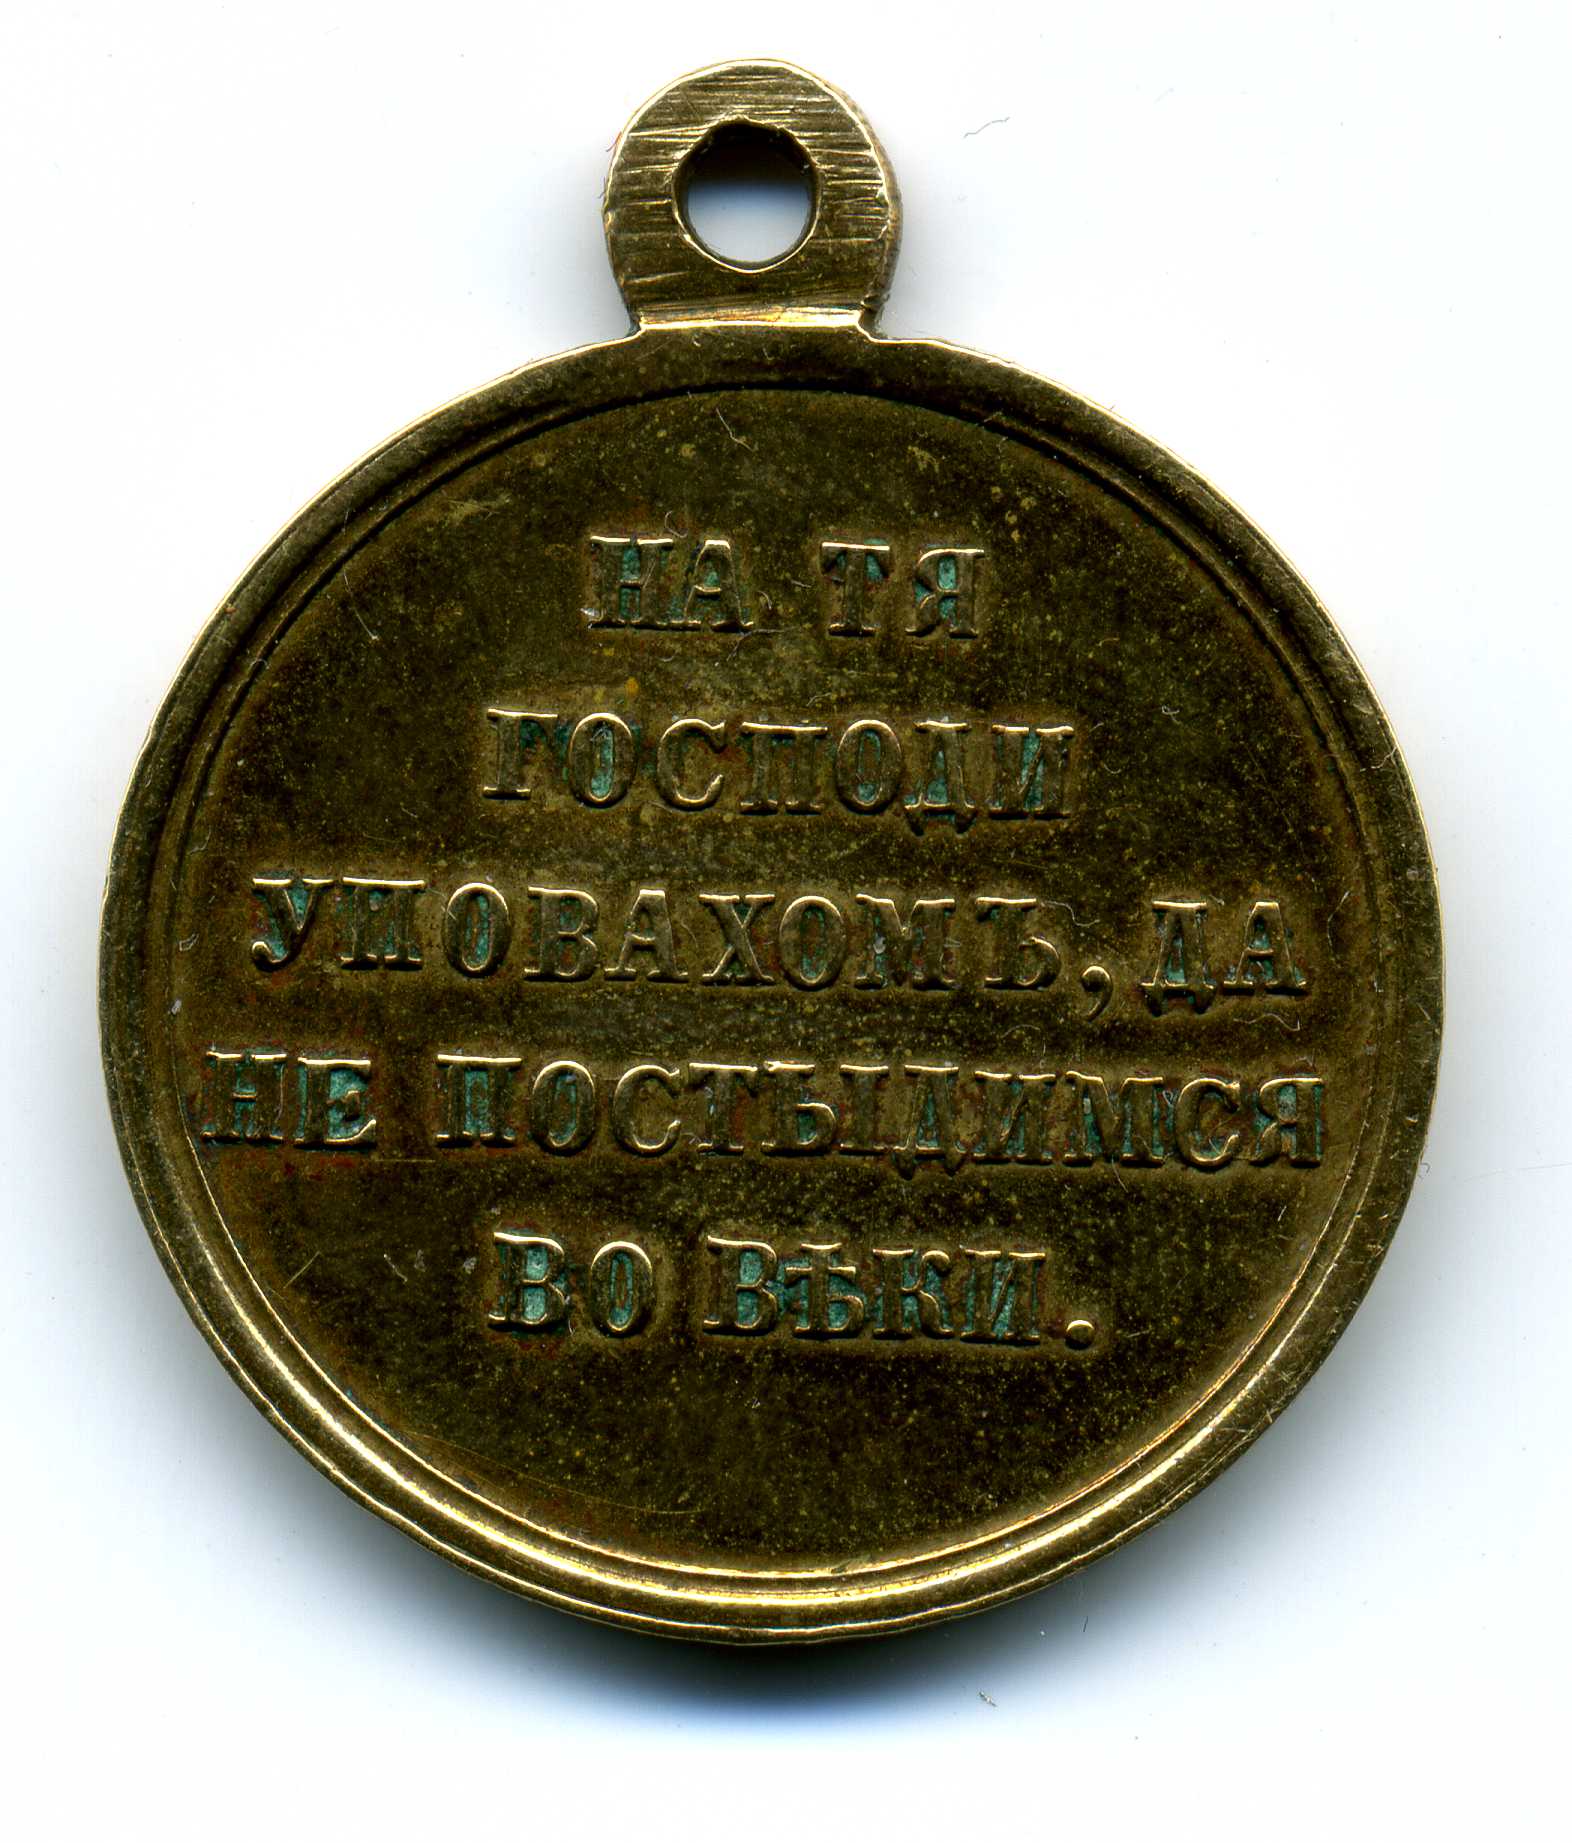 НА ТЯ
ГОСПОДИ
УПОВАХОМЪ, ДА
НЕ ПОСТЫДИМСЯ
ВО ВѢКИ.